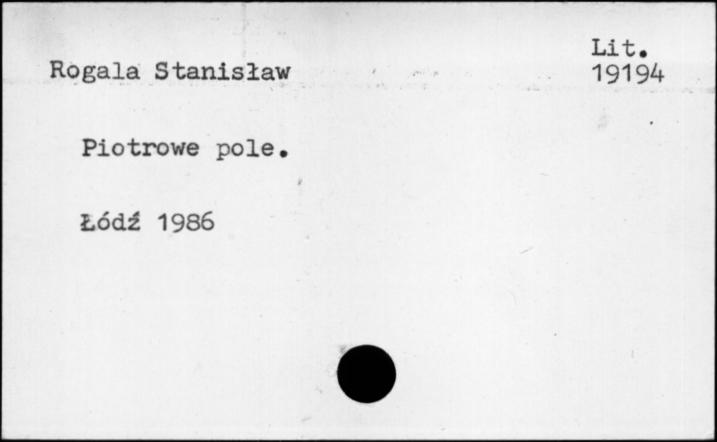 Lit.
Rogala Stanisław 19194
Piotrowe pole.
Łódź 1986